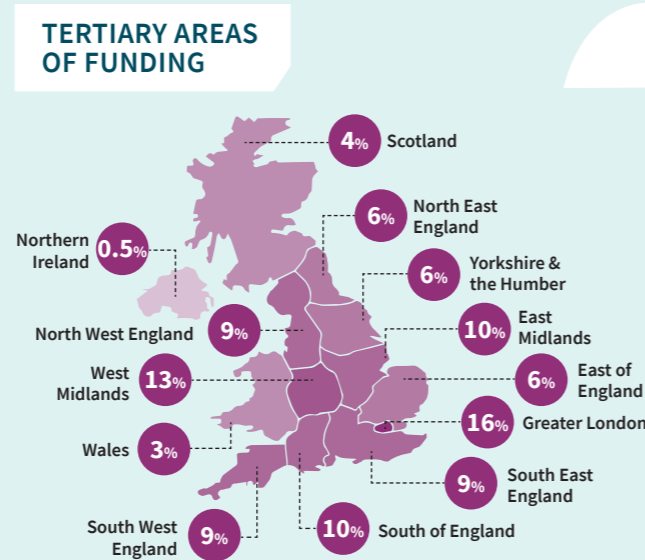 TERTIARY AREAS
OF FUNDING
4%
Scotland
6%
North East
England
Northern
Ireland
0.5%
6%
Yorkshire &
the Humber
North West England
9%
10%
East
Midlands
West
Midlands
13%
6%
East of
England
16%
Greater London
Wales
3%
9%
South East
England
South West
England
9%
10%
South of England